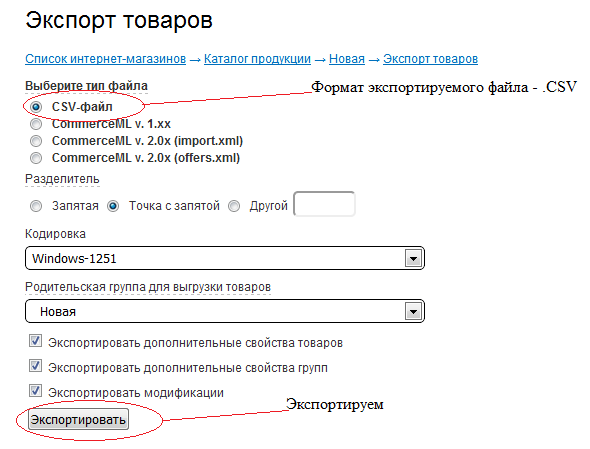 Экспорт товаров
Список интернет-магазинов → Каталог продукции → Новая → Экспорт товаров
Выберите тип файла
Формат экспортируемого файла - .CSV
CSV-файл
CommerceML v. 1.xx
CommerceML v. 2.0x (import.xml)
CommerceML v. 2.0x (offers.xml)
Разделитель
Запятая Точка с запятой Другой
Кодировка
Windows-1251
Родительская группа для выгрузки товаров
Новая
Экспортировать дополнительные свойства товаров
Экспортировать дополнительные свойства групп
Экспортировать модификации
Экспортируем
Экспортировать